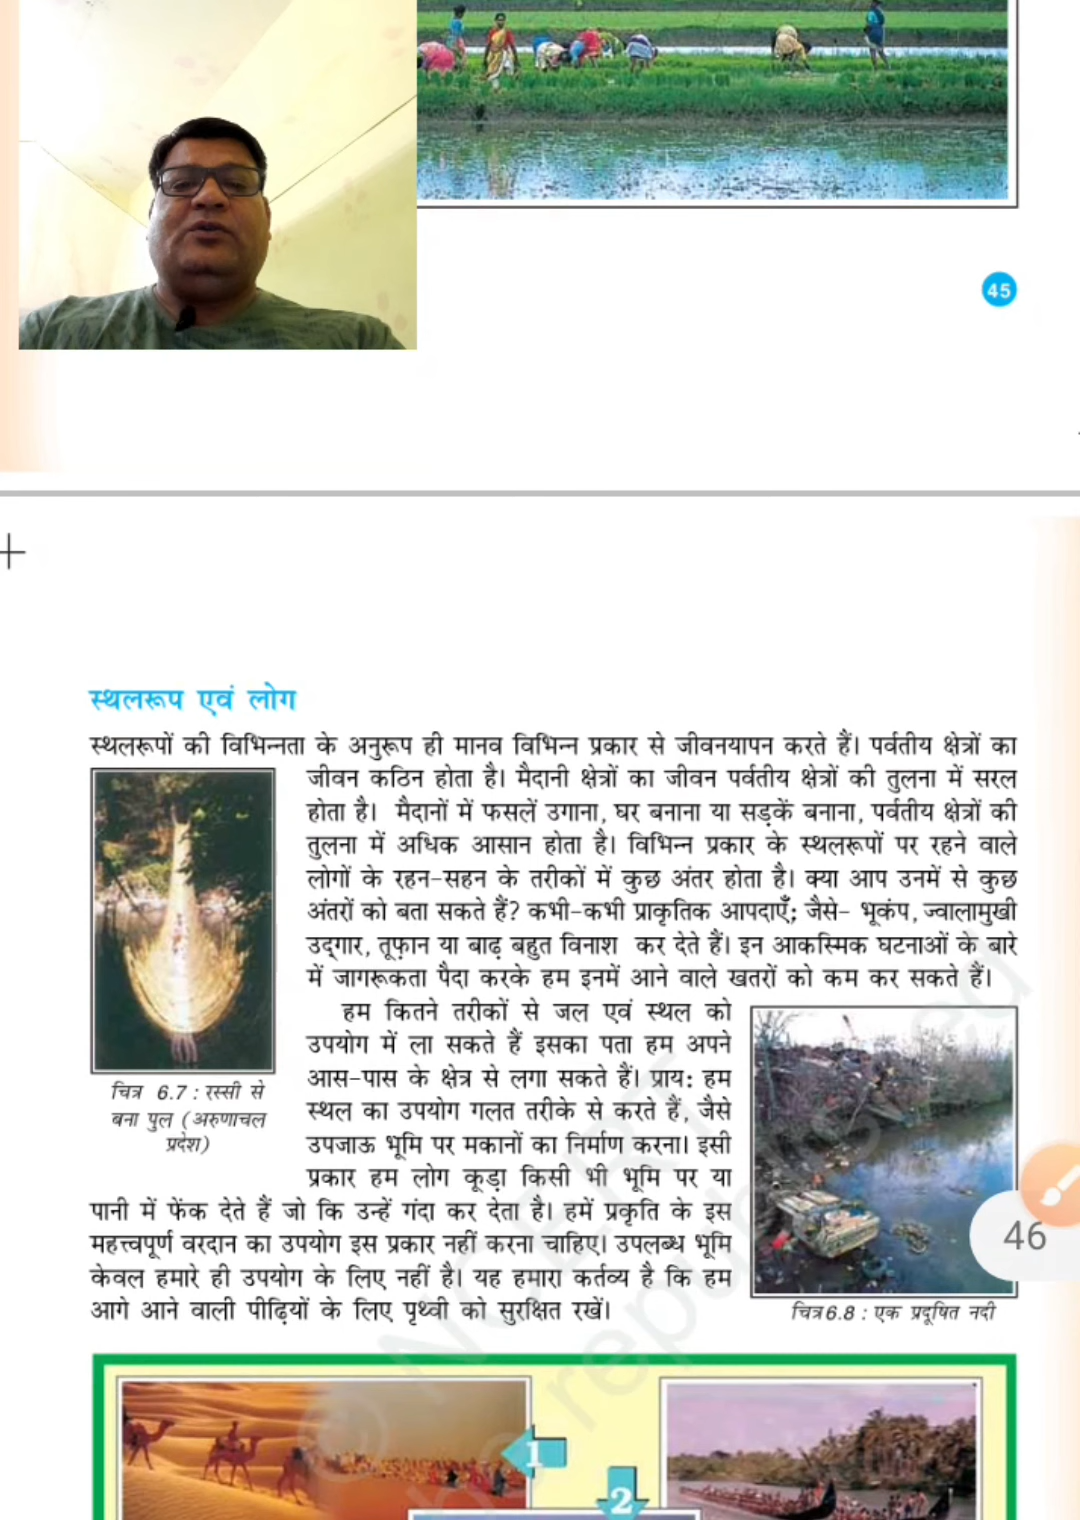 45
स्थलरूप एवं लोग
स्थलरूपों की विभिन्नता के अनुरूप ही मानव विभिन्न प्रकार से जीवनयापन करते हैं। पर्वतीय क्षेत्रों का
जीवन कठिन होता है। मैदानी क्षेत्रों का जीवन पर्वतीय क्षेत्रों की तुलना में सरल
होता है। मैदानों में फसलें उगाना, घर बनाना या सड़कें बनाना, पर्वतीय क्षेत्रों की
तुलना में अधिक आसान होता है। विभिन्न प्रकार के स्थलरूपों पर रहने वाले
लोगों के रहन-सहन के तरीकों में कुछ अंतर होता है। क्या आप उनमें से कुछ
अंतरों को बता सकते हैं? कभी-कभी प्राकृतिक आपदाएँ; जैसे- भूकंप, ज्वालामुखी
उद्गार, तूफ़ान या बाढ़ बहुत विनाश कर देते हैं। इन आकस्मिक घटनाओं के बारे
में जागरूकता पैदा करके हम इनमें आने वाले खतरों को कम कर सकते हैं।
हम कितने तरीकों से जल एवं स्थल को
उपयोग में ला सकते हैं इसका पता हम अपने
आस-पास के क्षेत्र से लगा सकते हैं। प्राय: हम
स्थल का उपयोग गलत तरीके से करते हैं, जैसे
उपजाऊ भूमि पर मकानों का निर्माण करना। इसी
प्रकार हम लोग कूड़ा किसी भी भूमि पर या
पानी में फेंक देते हैं जो कि उन्हें गंदा कर देता है। हमें प्रकृति के इस
महत्त्वपूर्ण वरदान का उपयोग इस प्रकार नहीं करना चाहिए। उपलब्ध भूमि
केवल हमारे ही उपयोग के लिए नहीं है। यह हमारा कर्तव्य है कि हम
आगे आने वाली पीढ़ियों के लिए पृथ्वी को सुरक्षित रखें।
चित्र 6.7 : रस्सी से
बना पुल (अरुणाचल
प्रदेश)
चित्र 6.8 : एक प्रदूषित नदी
46
© NCERT
republished
1
2